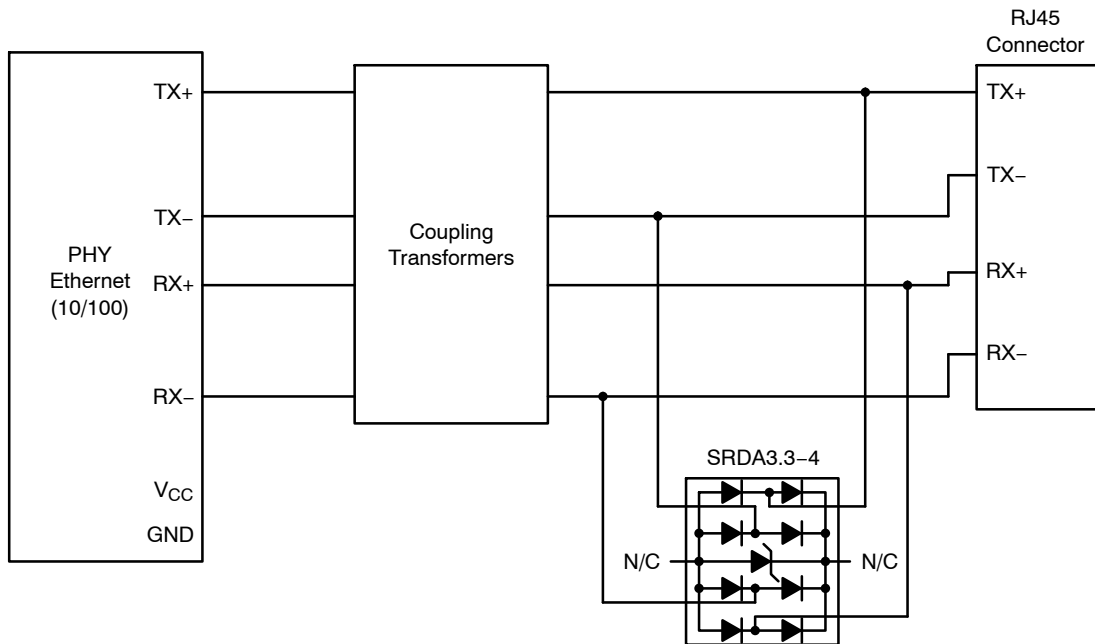 RJ45
Connector
TX+
TX+
TX−
TX−
PHY
Ethernet
(10/100)
Coupling
Transformers
RX+
RX+
RX−
RX−
SRDA3.3−4
VCC
GND
N/C
N/C